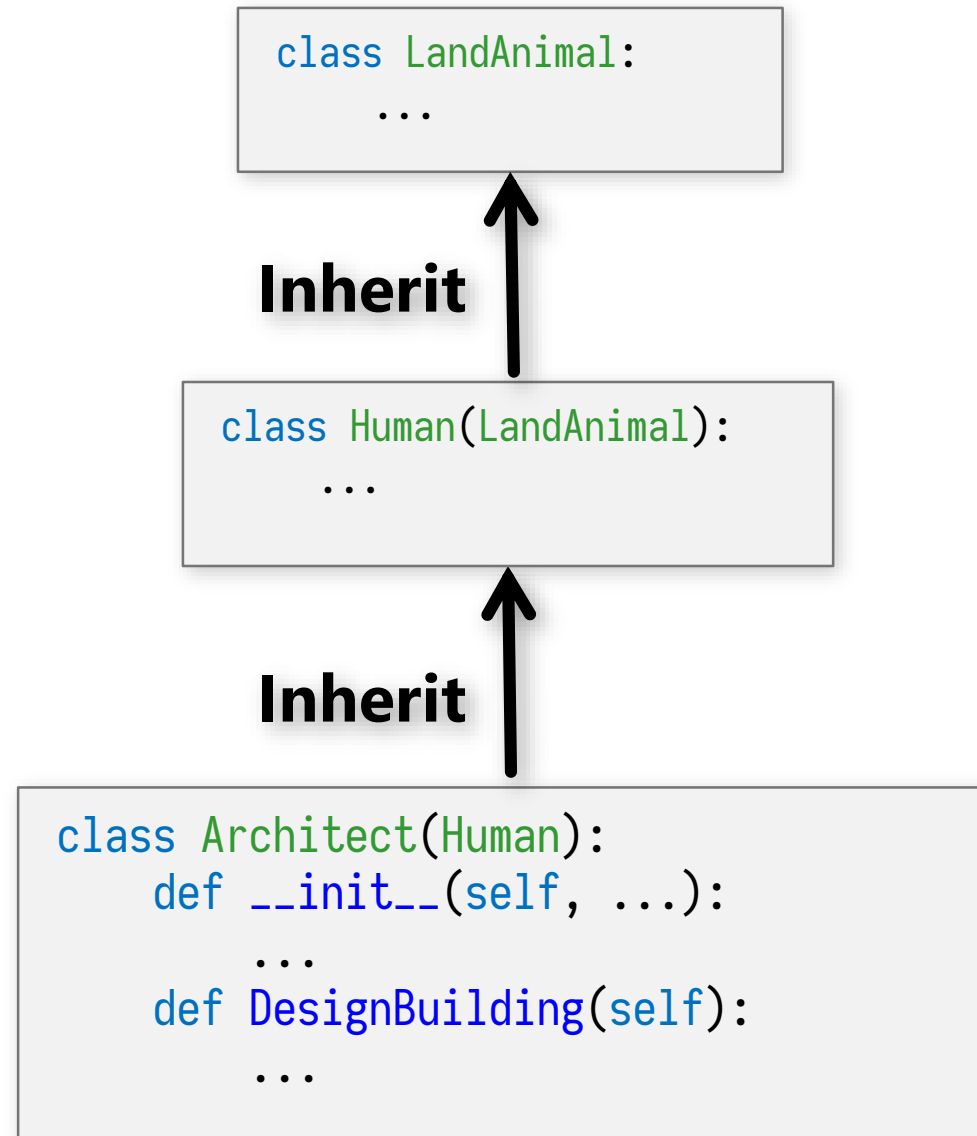 class LandAnimal:
    ...
Inherit
class Human(LandAnimal):
    ...
Inherit
class Architect(Human):
    def __init__(self, ...):
        ...
    def DesignBuilding(self):
        ...